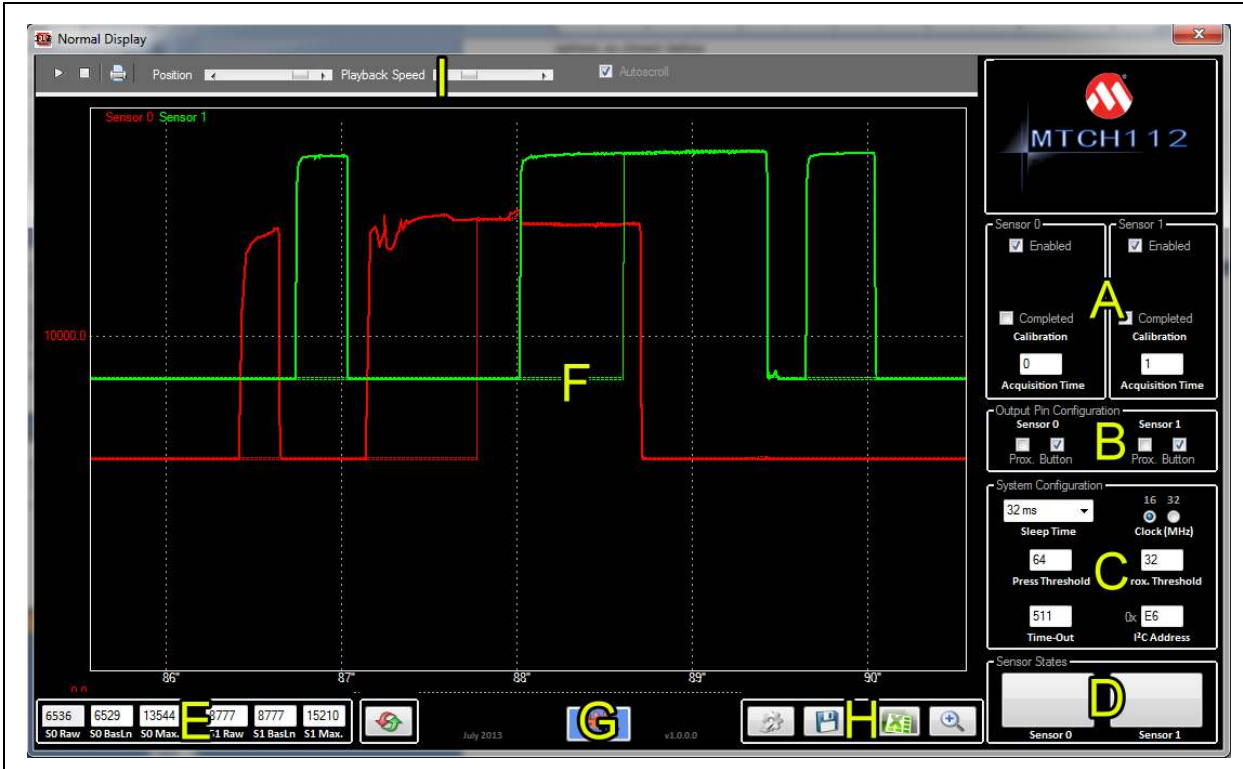 Normal Display
Position
Playback Speed
I
Autoscroll
Sensor 0 Sensor 1
10000.0
F
86"
87"
88"
89"
90"
0.0
MTCH112
Sensor 0
Sensor 1
Enabled
Enabled
A
Completed
Completed
Calibration
Calibration
0
1
Acquisition Time
Acquisition Time
Output Pin Configuration
Sensor 0
Sensor 1
B
Prox. Button
Prox. Button
System Configuration
16 32
32 ms
Sleep Time
Clock (MHz)
64
32
C
Press Threshold
rox. Threshold
511
0x E6
Time-Out
I²C Address
Sensor States
D
Sensor 0
Sensor 1
6536
6529
13544
E
8777
8777
15210
S0 Raw
S0 BasLn
S0 Max.
S1 Raw
S1 BasLn
S1 Max.
July 2013
G
v1.0.0.0
H